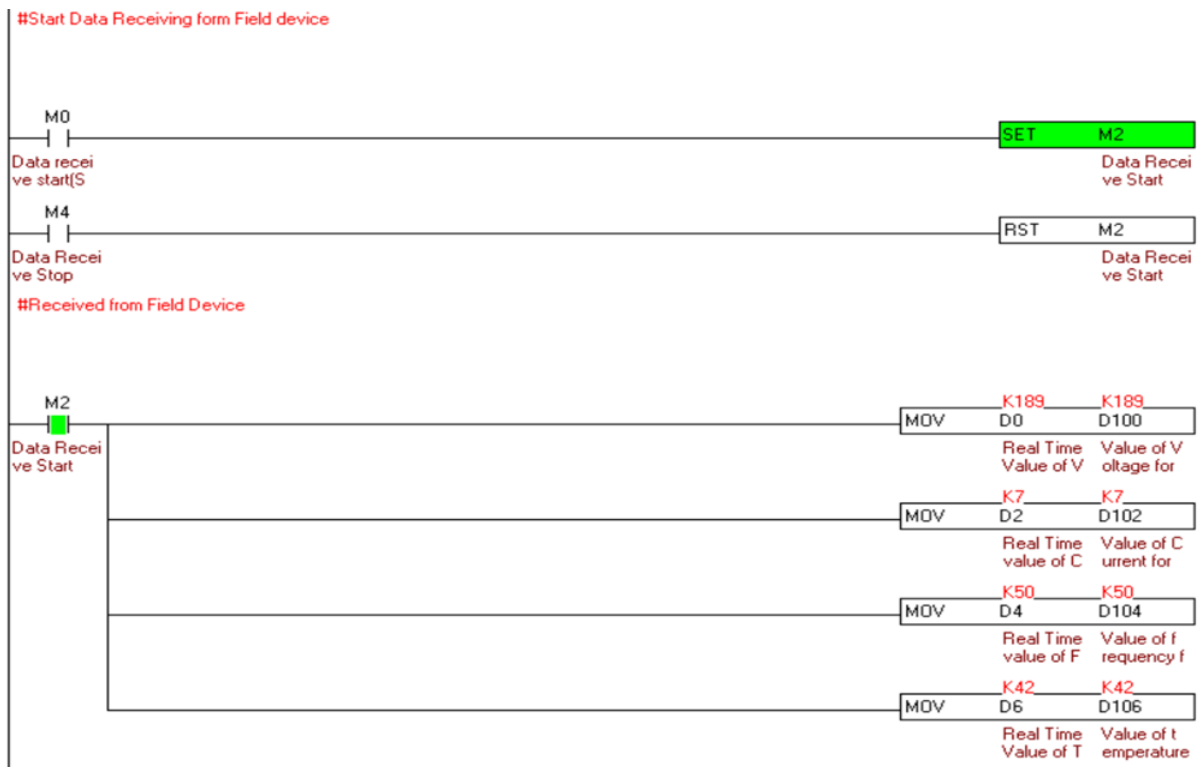 #Start Data Receiving form Field device
M0
SET M2
Data recei
ve start(S
Data Recei
ve Start
M4
RST M2
Data Recei
ve Stop
Data Recei
ve Start
#Received from Field Device
M2
Data Recei
ve Start
K189 K189
MOV D0 D100
Real Time Value of V
Value of V oltage for
K7 K7
MOV D2 D102
Real Time Value of C
value of C urrent for
K50 K50
MOV D4 D104
Real Time Value of f
value of F requency f
K42 K42
MOV D6 D106
Real Time Value of t
Value of T emperature